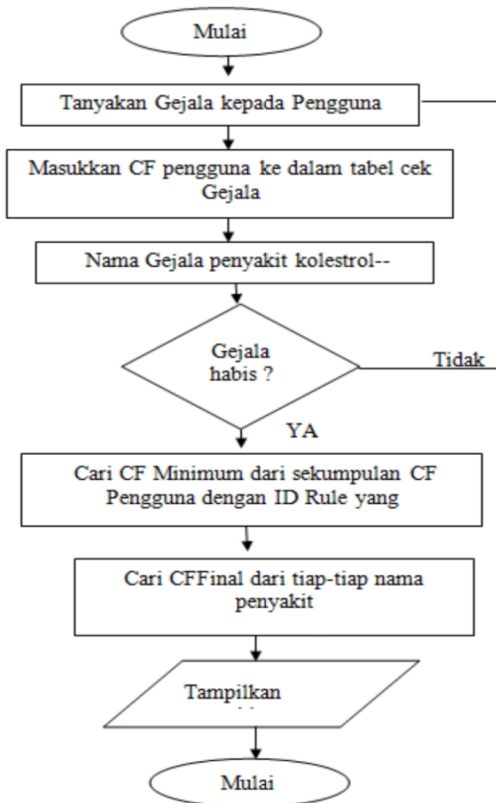 Mulai
Tanyakan Gejala kepada Pengguna
Masukkan CF pengguna ke dalam tabel cek
Gejala
Nama Gejala penyakit kolestrol--
Gejala
habis ?
Tidak
YA
Cari CF Minimum dari sekumpulan CF
Pengguna dengan ID Rule yang
Cari CFFinal dari tiap-tiap nama
penyakit
Tampilkan
Mulai